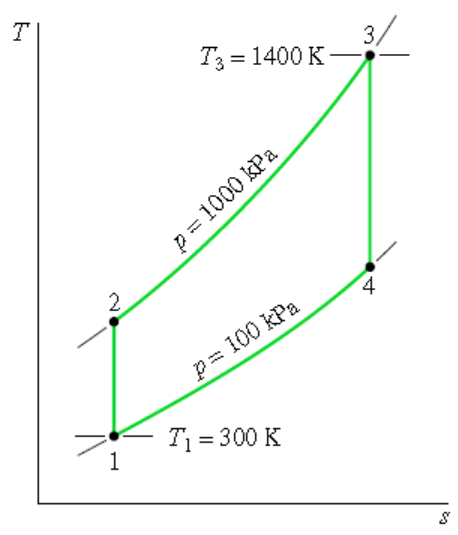 T
3
T₃ = 1400 K
p = 1000 kPa
2
4
p = 100 kPa
T₁ = 300 K
1
s